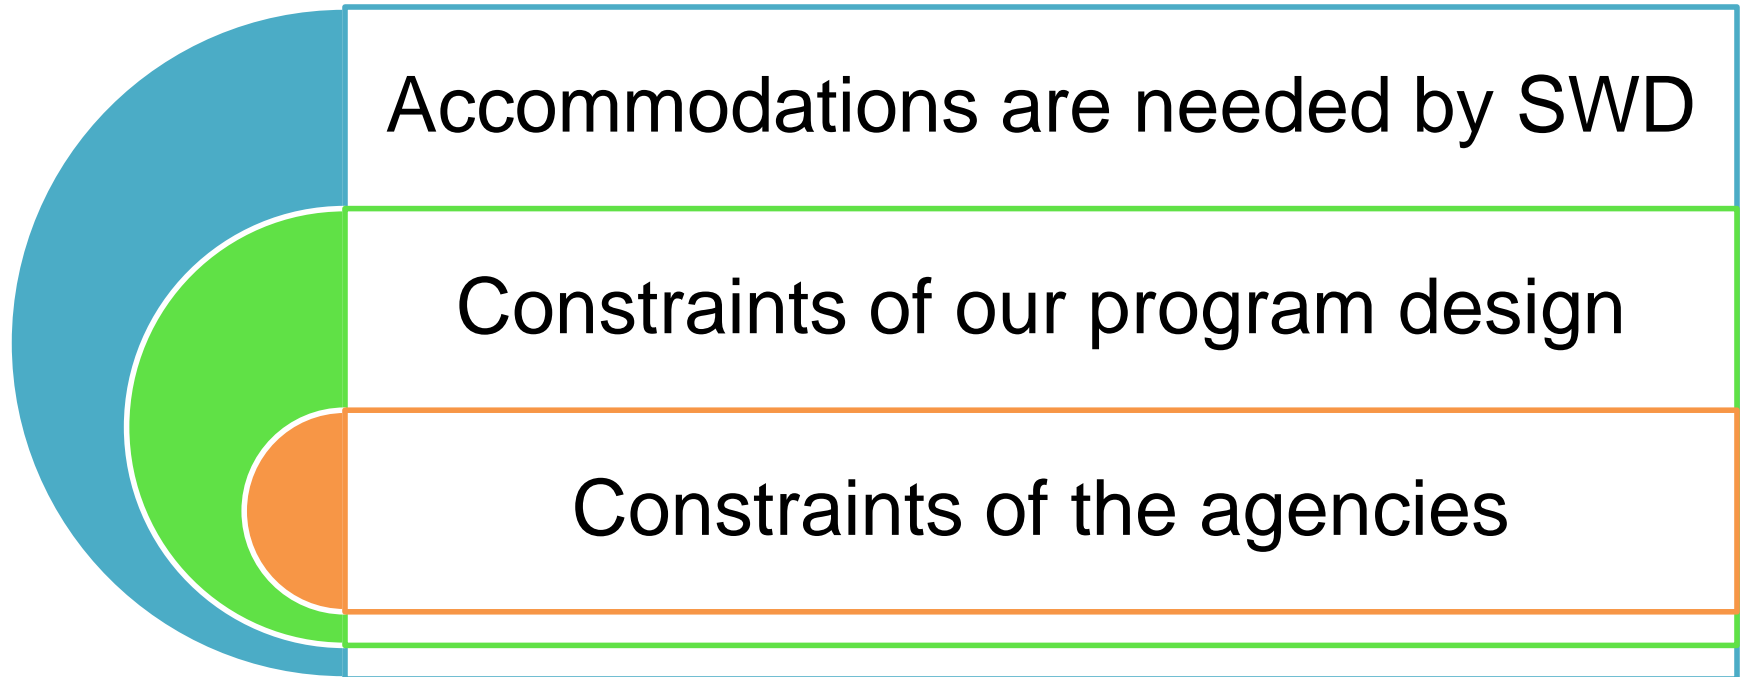 Accommodations are needed by SWD
Constraints of our program design
Constraints of the agencies